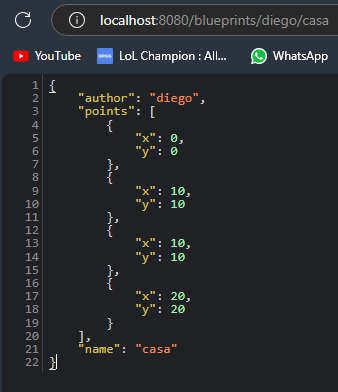 localhost:8080/blueprints/diego/casa
YouTube LoL Champion : All... WhatsApp
1 {
2     "author": "diego",
3     "points": [
4         {
5             "x": 0,
6             "y": 0
7         },
8         {
9             "x": 10,
10             "y": 10
11         },
12         {
13             "x": 10,
14             "y": 10
15         },
16         {
17             "x": 20,
18             "y": 20
19         }
20     ],
21     "name": "casa"
22 }